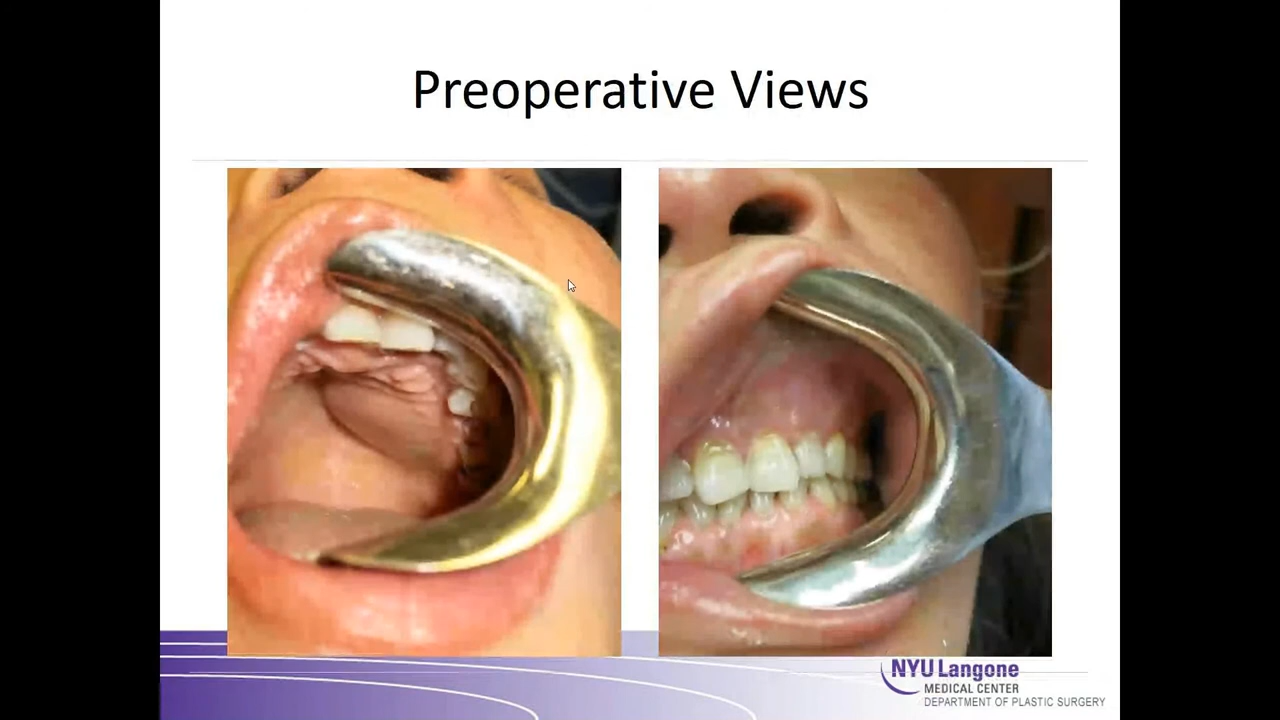 Preoperative Views
NYU Langone
MEDICAL CENTER
DEPARTMENT OF PLASTIC SURGERY